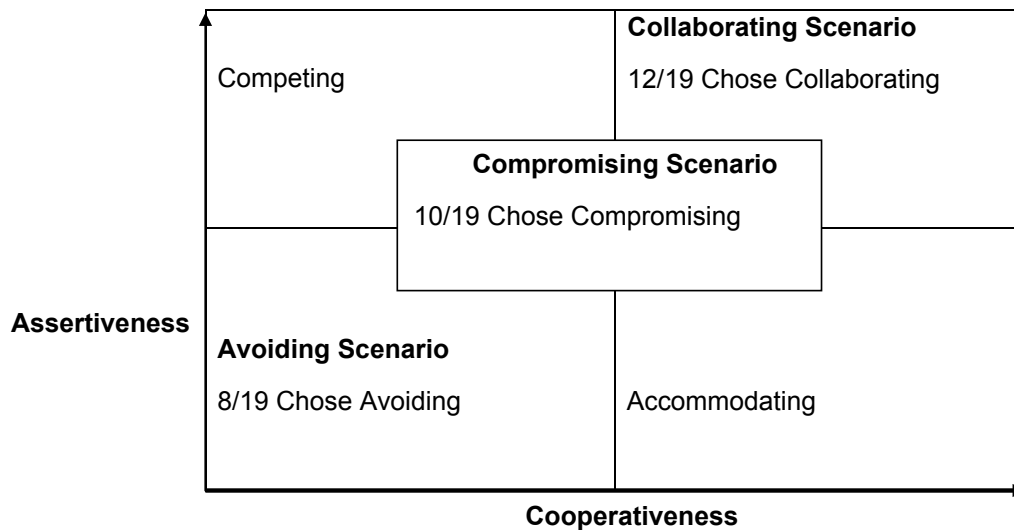 Collaborating Scenario
Competing
12/19 Chose Collaborating
Compromising Scenario
10/19 Chose Compromising
Assertiveness
Avoiding Scenario
8/19 Chose Avoiding
Accommodating
Cooperativeness